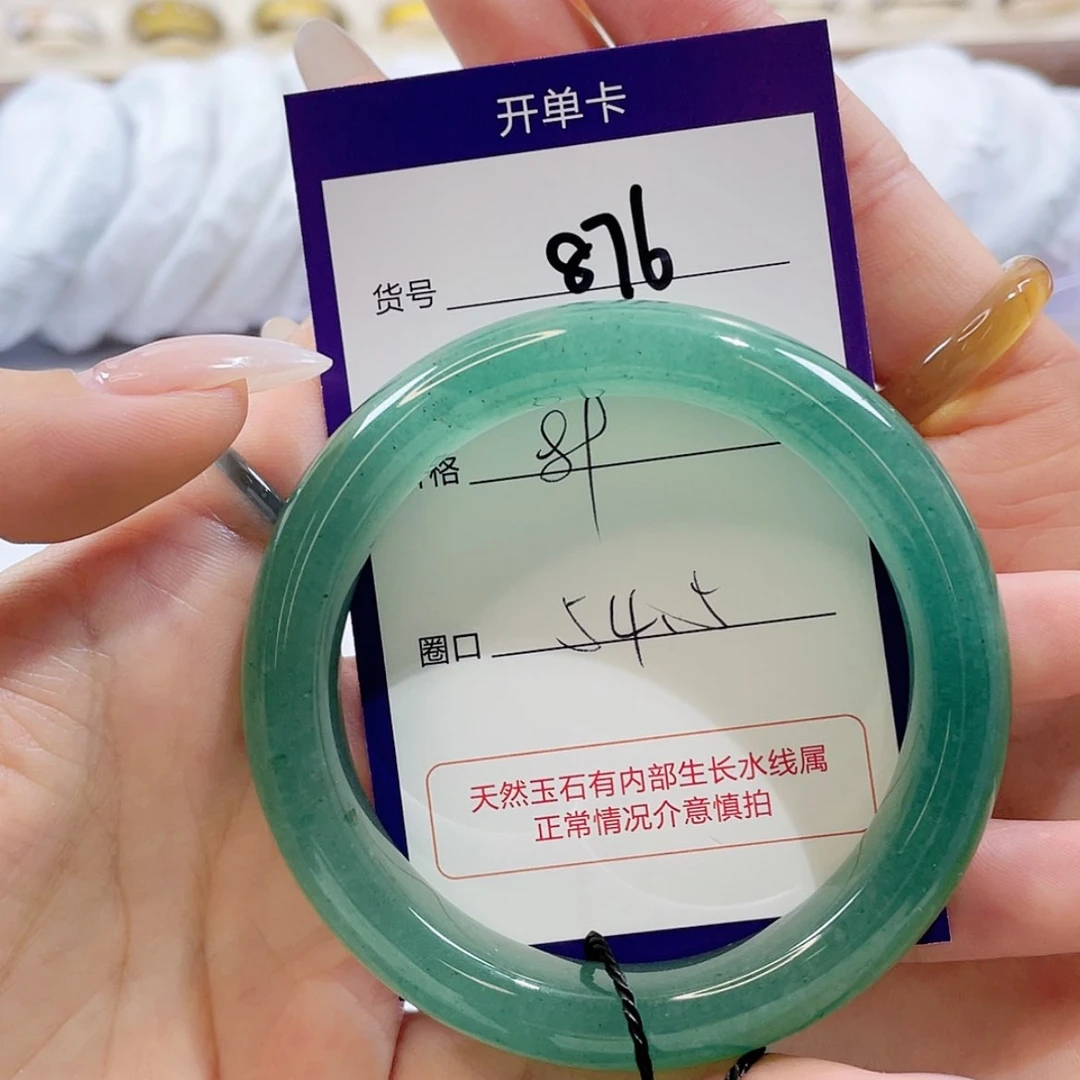 开单卡
货号 876
格
圈口 54.5
天然玉石有内部生长水线属
正常情况介意慎拍